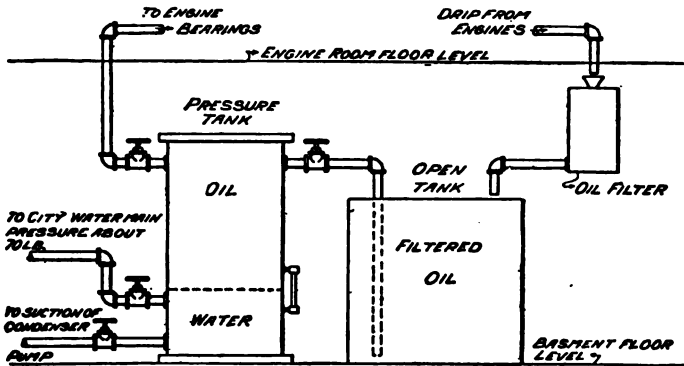 TO ENGINE
BEARINGS
DRIP FROM
ENGINES
ENGINE ROOM FLOOR LEVEL
PRESSURE
TANK
OPEN
TANK
OIL FILTER
OIL
TO CITY WATER MAIN
PRESSURE ABOUT
70 LB.
FILTERED
OIL
WATER
TO SUCTION OF
CONDENSER
PUMP
BASMENT FLOOR
LEVEL